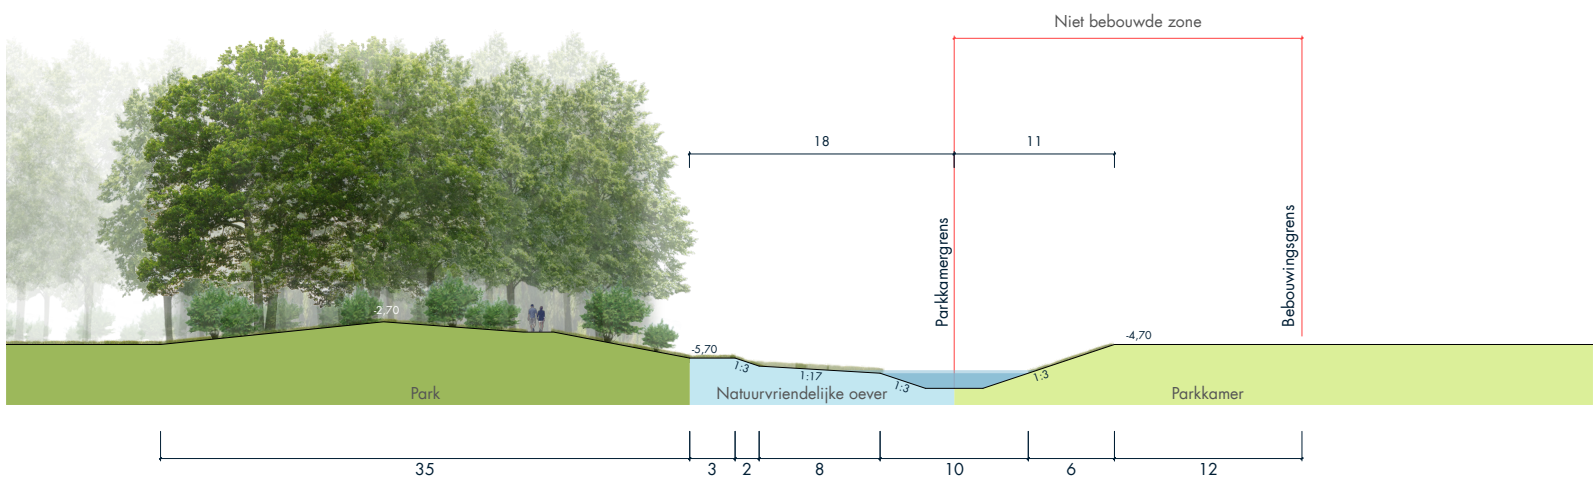 Niet bebouwde zone
18
11
Parkkamergrens
Bebouwingsgrens
-2,70
-5,70
-4,70
1:3
1:17
1:3
1:3
Park
Natuurvriendelijke oever
Parkkamer
35
3
2
8
10
6
12